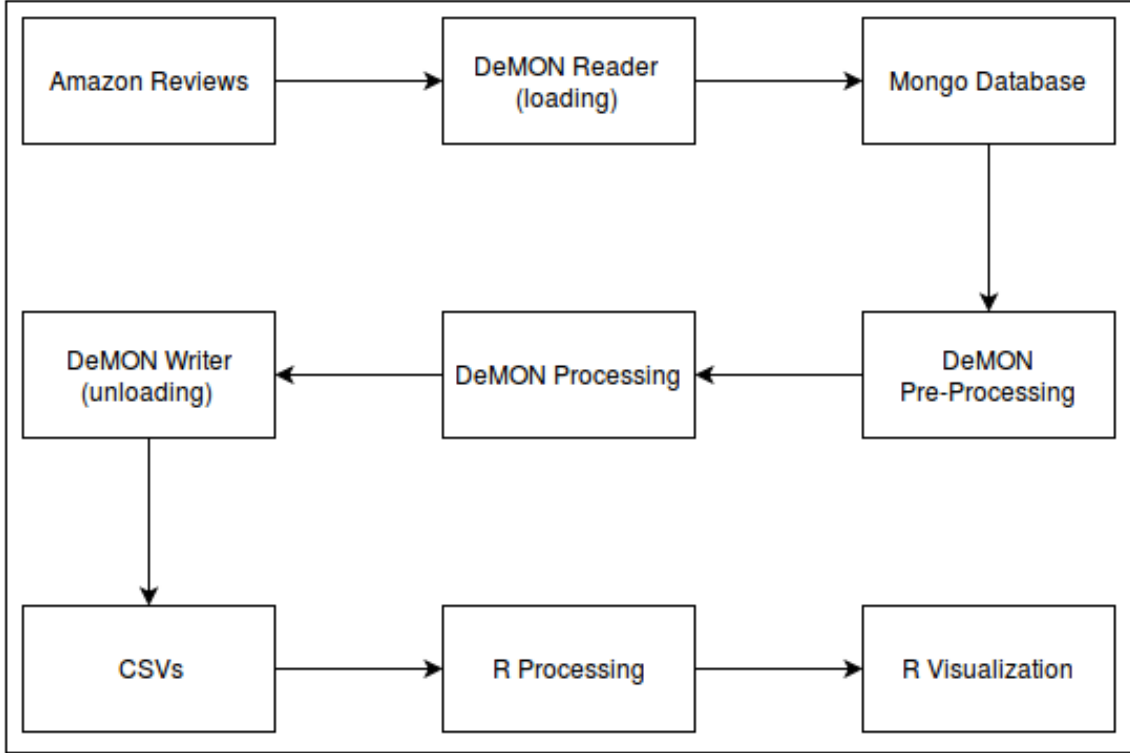 Amazon Reviews
DeMON Reader
(loading)
Mongo Database
DeMON Writer
(unloading)
DeMON Processing
DeMON
Pre-Processing
CSVs
R Processing
R Visualization